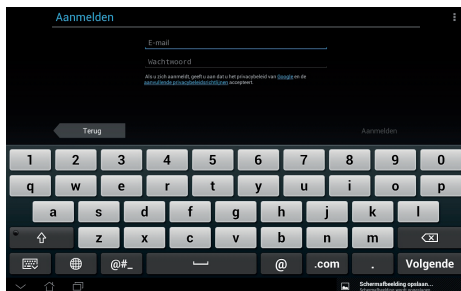 Aanmelden
E-mail
Wachtwoord
Als u zich aanmeldt, geeft u aan dat u het privacybeleid van Google en de
aanvullende privacybeleidsrichtlijnen accepteert.
Terug
Aanmelden
1 2 3 4 5 6 7 8 9 0
q w e r t y u i o p
a s d f g h j k l
z x c v b n m
@#_ @ .com . Volgende
Schermafbeelding opslaan...